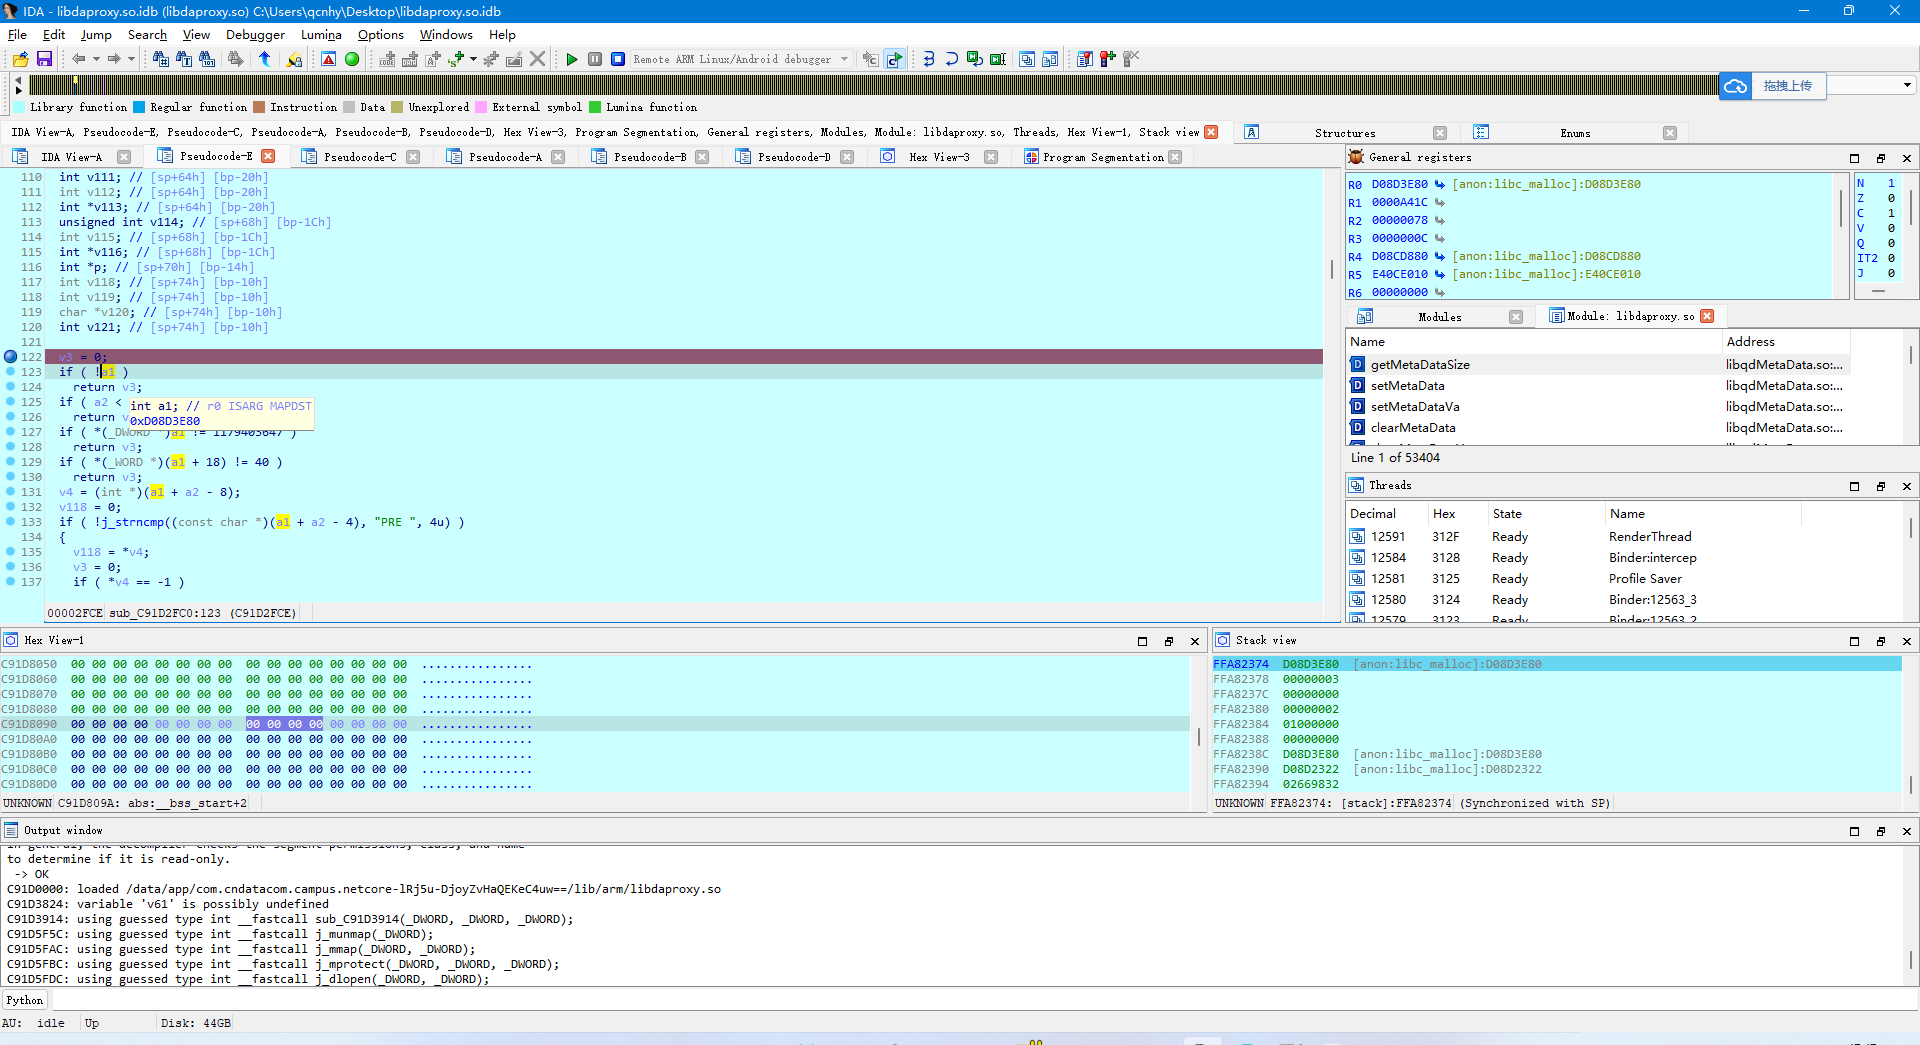 IDA - libdaproxy.so.idb (libdaproxy.so) C:\Users\qcnhy\Desktop\libdaproxy.so.idb
File Edit Jump Search View Debugger Lumina Options Windows Help
Remote ARM Linux/Android debugger
拖拽上传
Library function Regular function Instruction Data Unexplored External symbol Lumina function
IDA View-A, Pseudocode-E, Pseudocode-C, Pseudocode-A, Pseudocode-B, Pseudocode-D, Hex View-3, Program Segmentation, General registers, Modules, Module: libdaproxy.so, Threads, Hex View-1, Stack view
Structures
Enums
IDA View-A
Pseudocode-E
Pseudocode-C
Pseudocode-A
Pseudocode-B
Pseudocode-D
Hex View-3
Program Segmentation
110 int v111; // [sp+64h] [bp-20h]
111 int v112; // [sp+64h] [bp-20h]
112 int *v113; // [sp+64h] [bp-20h]
113 unsigned int v114; // [sp+68h] [bp-1Ch]
114 int v115; // [sp+68h] [bp-1Ch]
115 int *v116; // [sp+68h] [bp-1Ch]
116 int *p; // [sp+70h] [bp-14h]
117 int v118; // [sp+74h] [bp-10h]
118 int v119; // [sp+74h] [bp-10h]
119 char *v120; // [sp+74h] [bp-10h]
120 int v121; // [sp+74h] [bp-10h]
121
122 v3 = 0;
123 if ( !a1 )
124 return v3;
125 if ( a2 <
126 return v
127 if ( *(_DWORD *)a1 != 1179403647 )
128 return v3;
129 if ( *(_WORD *)(a1 + 18) != 40 )
130 return v3;
131 v4 = (int *)(a1 + a2 - 8);
132 v118 = 0;
133 if ( !j_strncmp((const char *)(a1 + a2 - 4), "PRE ", 4u) )
134 {
135 v118 = *v4;
136 v3 = 0;
137 if ( *v4 == -1 )
int a1; // r0 ISARG MAPDST
0xD08D3E80
00002FCE sub_C91D2FC0:123 (C91D2FCE)
General registers
R0 D08D3E80 [anon:libc_malloc]:D08D3E80
R1 0000A41C
R2 00000078
R3 0000000C
R4 D08CD880 [anon:libc_malloc]:D08CD880
R5 E40CE010 [anon:libc_malloc]:E40CE010
R6 00000000
N 1
Z 0
C 1
V 0
Q 0
IT2 0
J 0
Modules
Module: libdaproxy.so
Name Address
getMetaDataSize libqdMetaData.so:...
setMetaData libqdMetaData.so:...
setMetaDataVa libqdMetaData.so:...
clearMetaData libqdMetaData.so:...
Line 1 of 53404
Threads
Decimal Hex State Name
12591 312F Ready RenderThread
12584 3128 Ready Binder:intercep
12581 3125 Ready Profile Saver
12580 3124 Ready Binder:12563_3
12579 3123 Ready Binder:12563_2
Hex View-1
C91D8050 00 00 00 00 00 00 00 00 00 00 00 00 00 00 00 00 ................
C91D8060 00 00 00 00 00 00 00 00 00 00 00 00 00 00 00 00 ................
C91D8070 00 00 00 00 00 00 00 00 00 00 00 00 00 00 00 00 ................
C91D8080 00 00 00 00 00 00 00 00 00 00 00 00 00 00 00 00 ................
C91D8090 00 00 00 00 00 00 00 00 00 00 00 00 00 00 00 00 ................
C91D80A0 00 00 00 00 00 00 00 00 00 00 00 00 00 00 00 00 ................
C91D80B0 00 00 00 00 00 00 00 00 00 00 00 00 00 00 00 00 ................
C91D80C0 00 00 00 00 00 00 00 00 00 00 00 00 00 00 00 00 ................
C91D80D0 00 00 00 00 00 00 00 00 00 00 00 00 00 00 00 00 ................
UNKNOWN C91D809A: abs:__bss_start+2
Stack view
FFA82374 D08D3E80 [anon:libc_malloc]:D08D3E80
FFA82378 00000003
FFA8237C 00000000
FFA82380 00000002
FFA82384 01000000
FFA82388 00000000
FFA8238C D08D3E80 [anon:libc_malloc]:D08D3E80
FFA82390 D08D2322 [anon:libc_malloc]:D08D2322
FFA82394 02669832
UNKNOWN FFA82374: [stack]:FFA82374 (Synchronized with SP)
Output window
In general, the decompiler checks the segment permissions, class, and name
to determine if it is read-only.
-> OK
C91D0000: loaded /data/app/com.cndatacom.campus.netcore-lRj5u-DjoyZvHaQEKeC4uw==/lib/arm/libdaproxy.so
C91D3824: variable 'v61' is possibly undefined
C91D3914: using guessed type int __fastcall sub_C91D3914(_DWORD, _DWORD, _DWORD);
C91D5F5C: using guessed type int __fastcall j_munmap(_DWORD);
C91D5FAC: using guessed type int __fastcall j_mmap(_DWORD, _DWORD);
C91D5FBC: using guessed type int __fastcall j_mprotect(_DWORD, _DWORD, _DWORD);
C91D5FDC: using guessed type int __fastcall j_dlopen(_DWORD, _DWORD);
Python
AU: idle Up Disk: 44GB